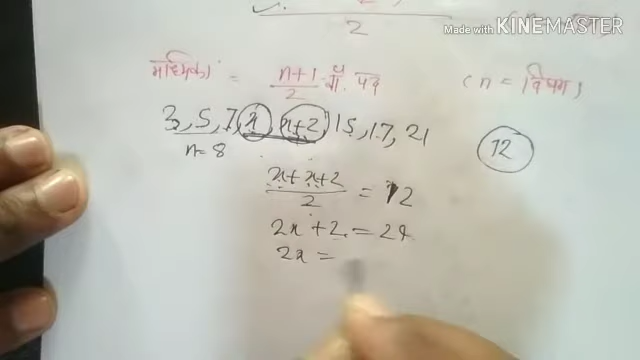 Made with KINEMASTER
2
माध्यिका = n+1/2 वाँ पद (n = विषम)
3, 5, 7, x, x+2, 15, 17, 21
n = 8
12
x+x+2/2 = 12
2x + 2 = 24
2x =